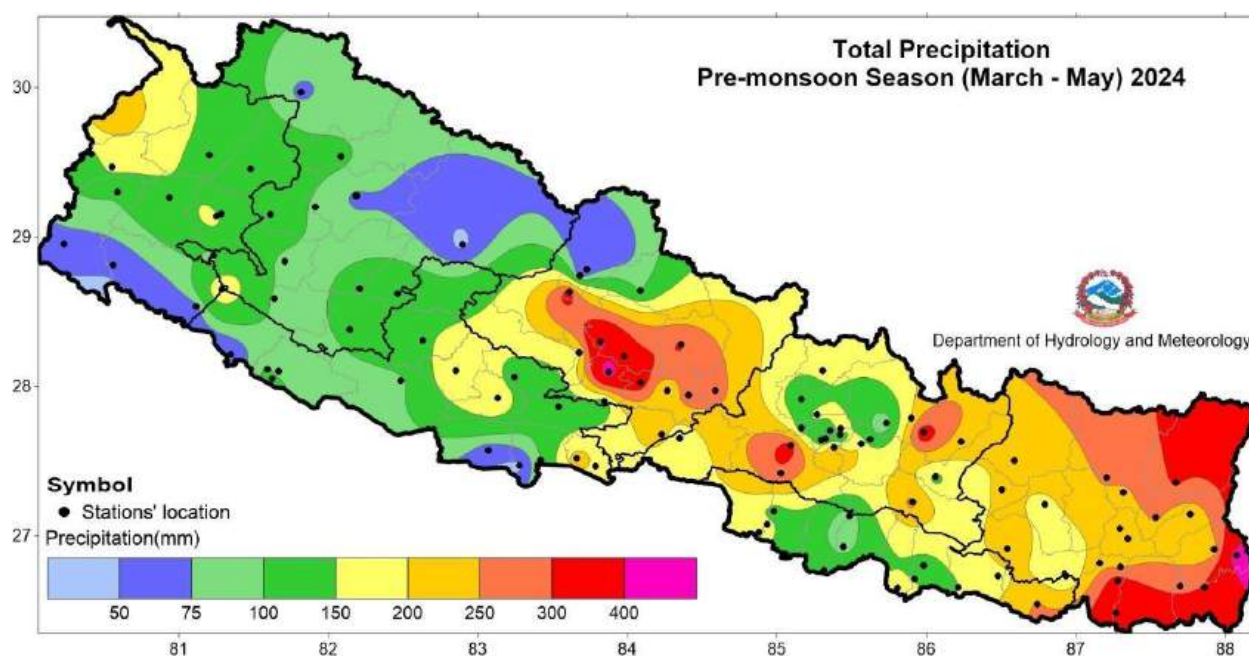 Total Precipitation
Pre-monsoon Season (March - May) 2024
30
29
28
27
Department of Hydrology and Meteorology
Symbol
Stations' location
Precipitation(mm)
50 75 100 150 200 250 300 400
81 82 83 84 85 86 87 88